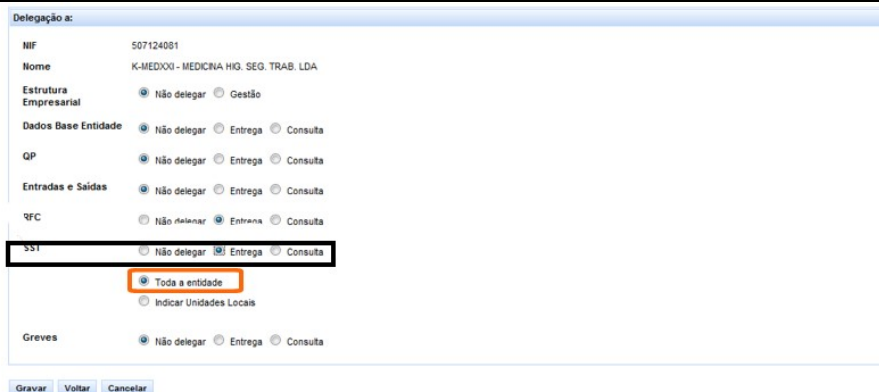 Delegação a:
NIF 507124081
Nome K-MEDXXI - MEDICINA HIG. SEG. TRAB. LDA
Estrutura Empresarial Não delegar Gestão
Dados Base Entidade Não delegar Entrega Consulta
QP Não delegar Entrega Consulta
Entradas e Saídas Não delegar Entrega Consulta
RFC Não delegar Entrega Consulta
SST Não delegar Entrega Consulta
Toda a entidade
Indicar Unidades Locais
Greves Não delegar Entrega Consulta
Gravar Voltar Cancelar